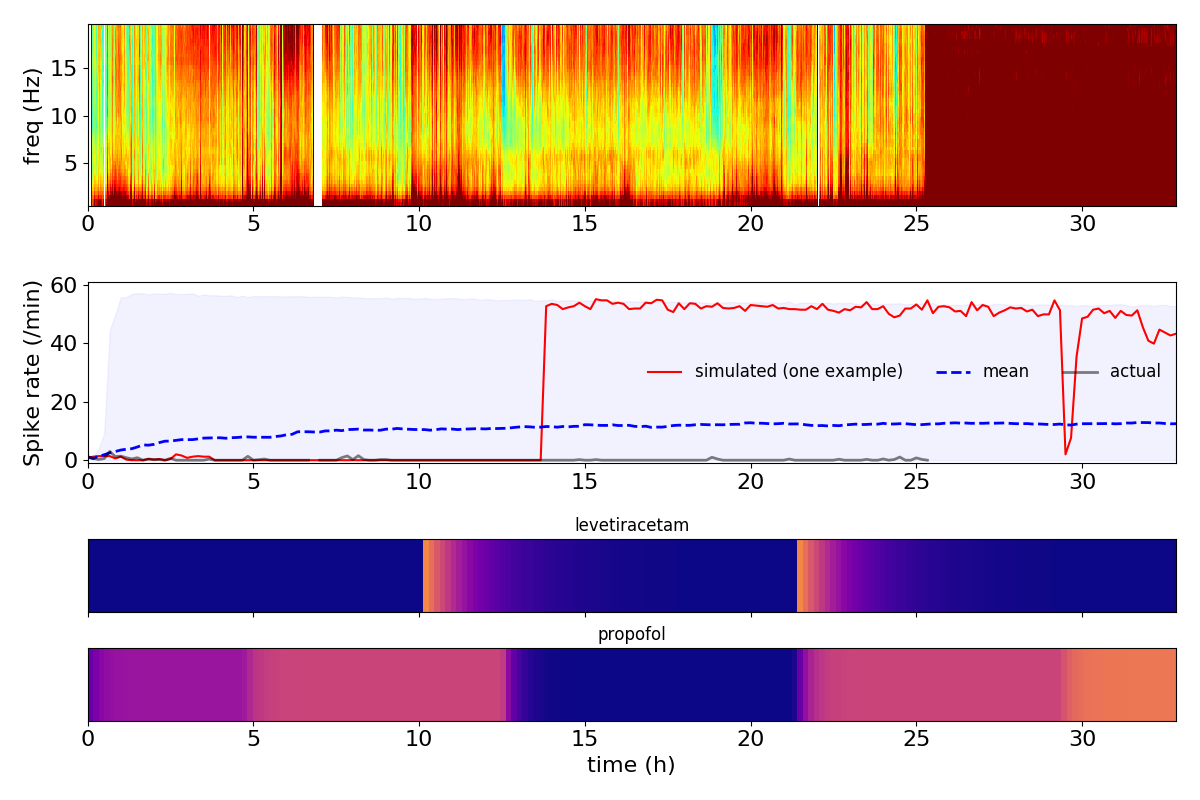 freq (Hz)
15
10
5
0 5 10 15 20 25 30
Spike rate (/min)
60
40
20
0
simulated (one example) mean actual
0 5 10 15 20 25 30
levetiracetam
propofol
0 5 10 15 20 25 30
time (h)